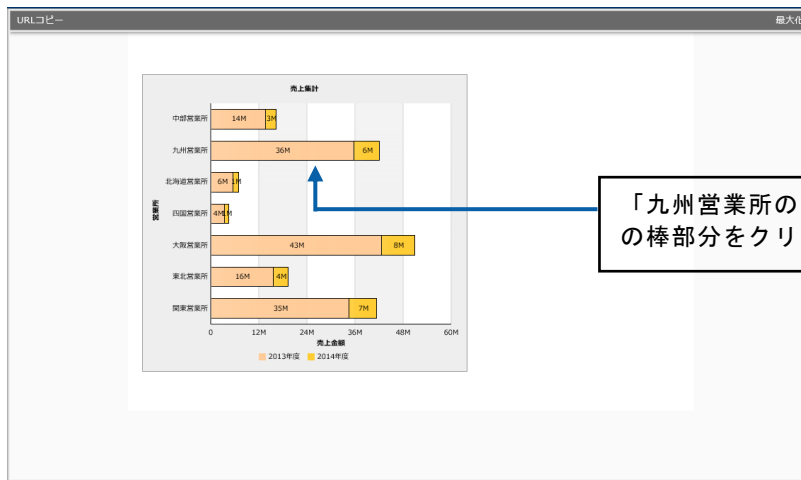 URLコピー
最大化
売上集計
営業所
中部営業所
14M
3M
九州営業所
36M
6M
北海道営業所
6M
1M
四国営業所
4M
1M
大阪営業所
43M
8M
東北営業所
16M
4M
関東営業所
35M
7M
0 12M 24M 36M 48M 60M
売上金額
2013年度 2014年度
「九州営業所の
の棒部分をクリ